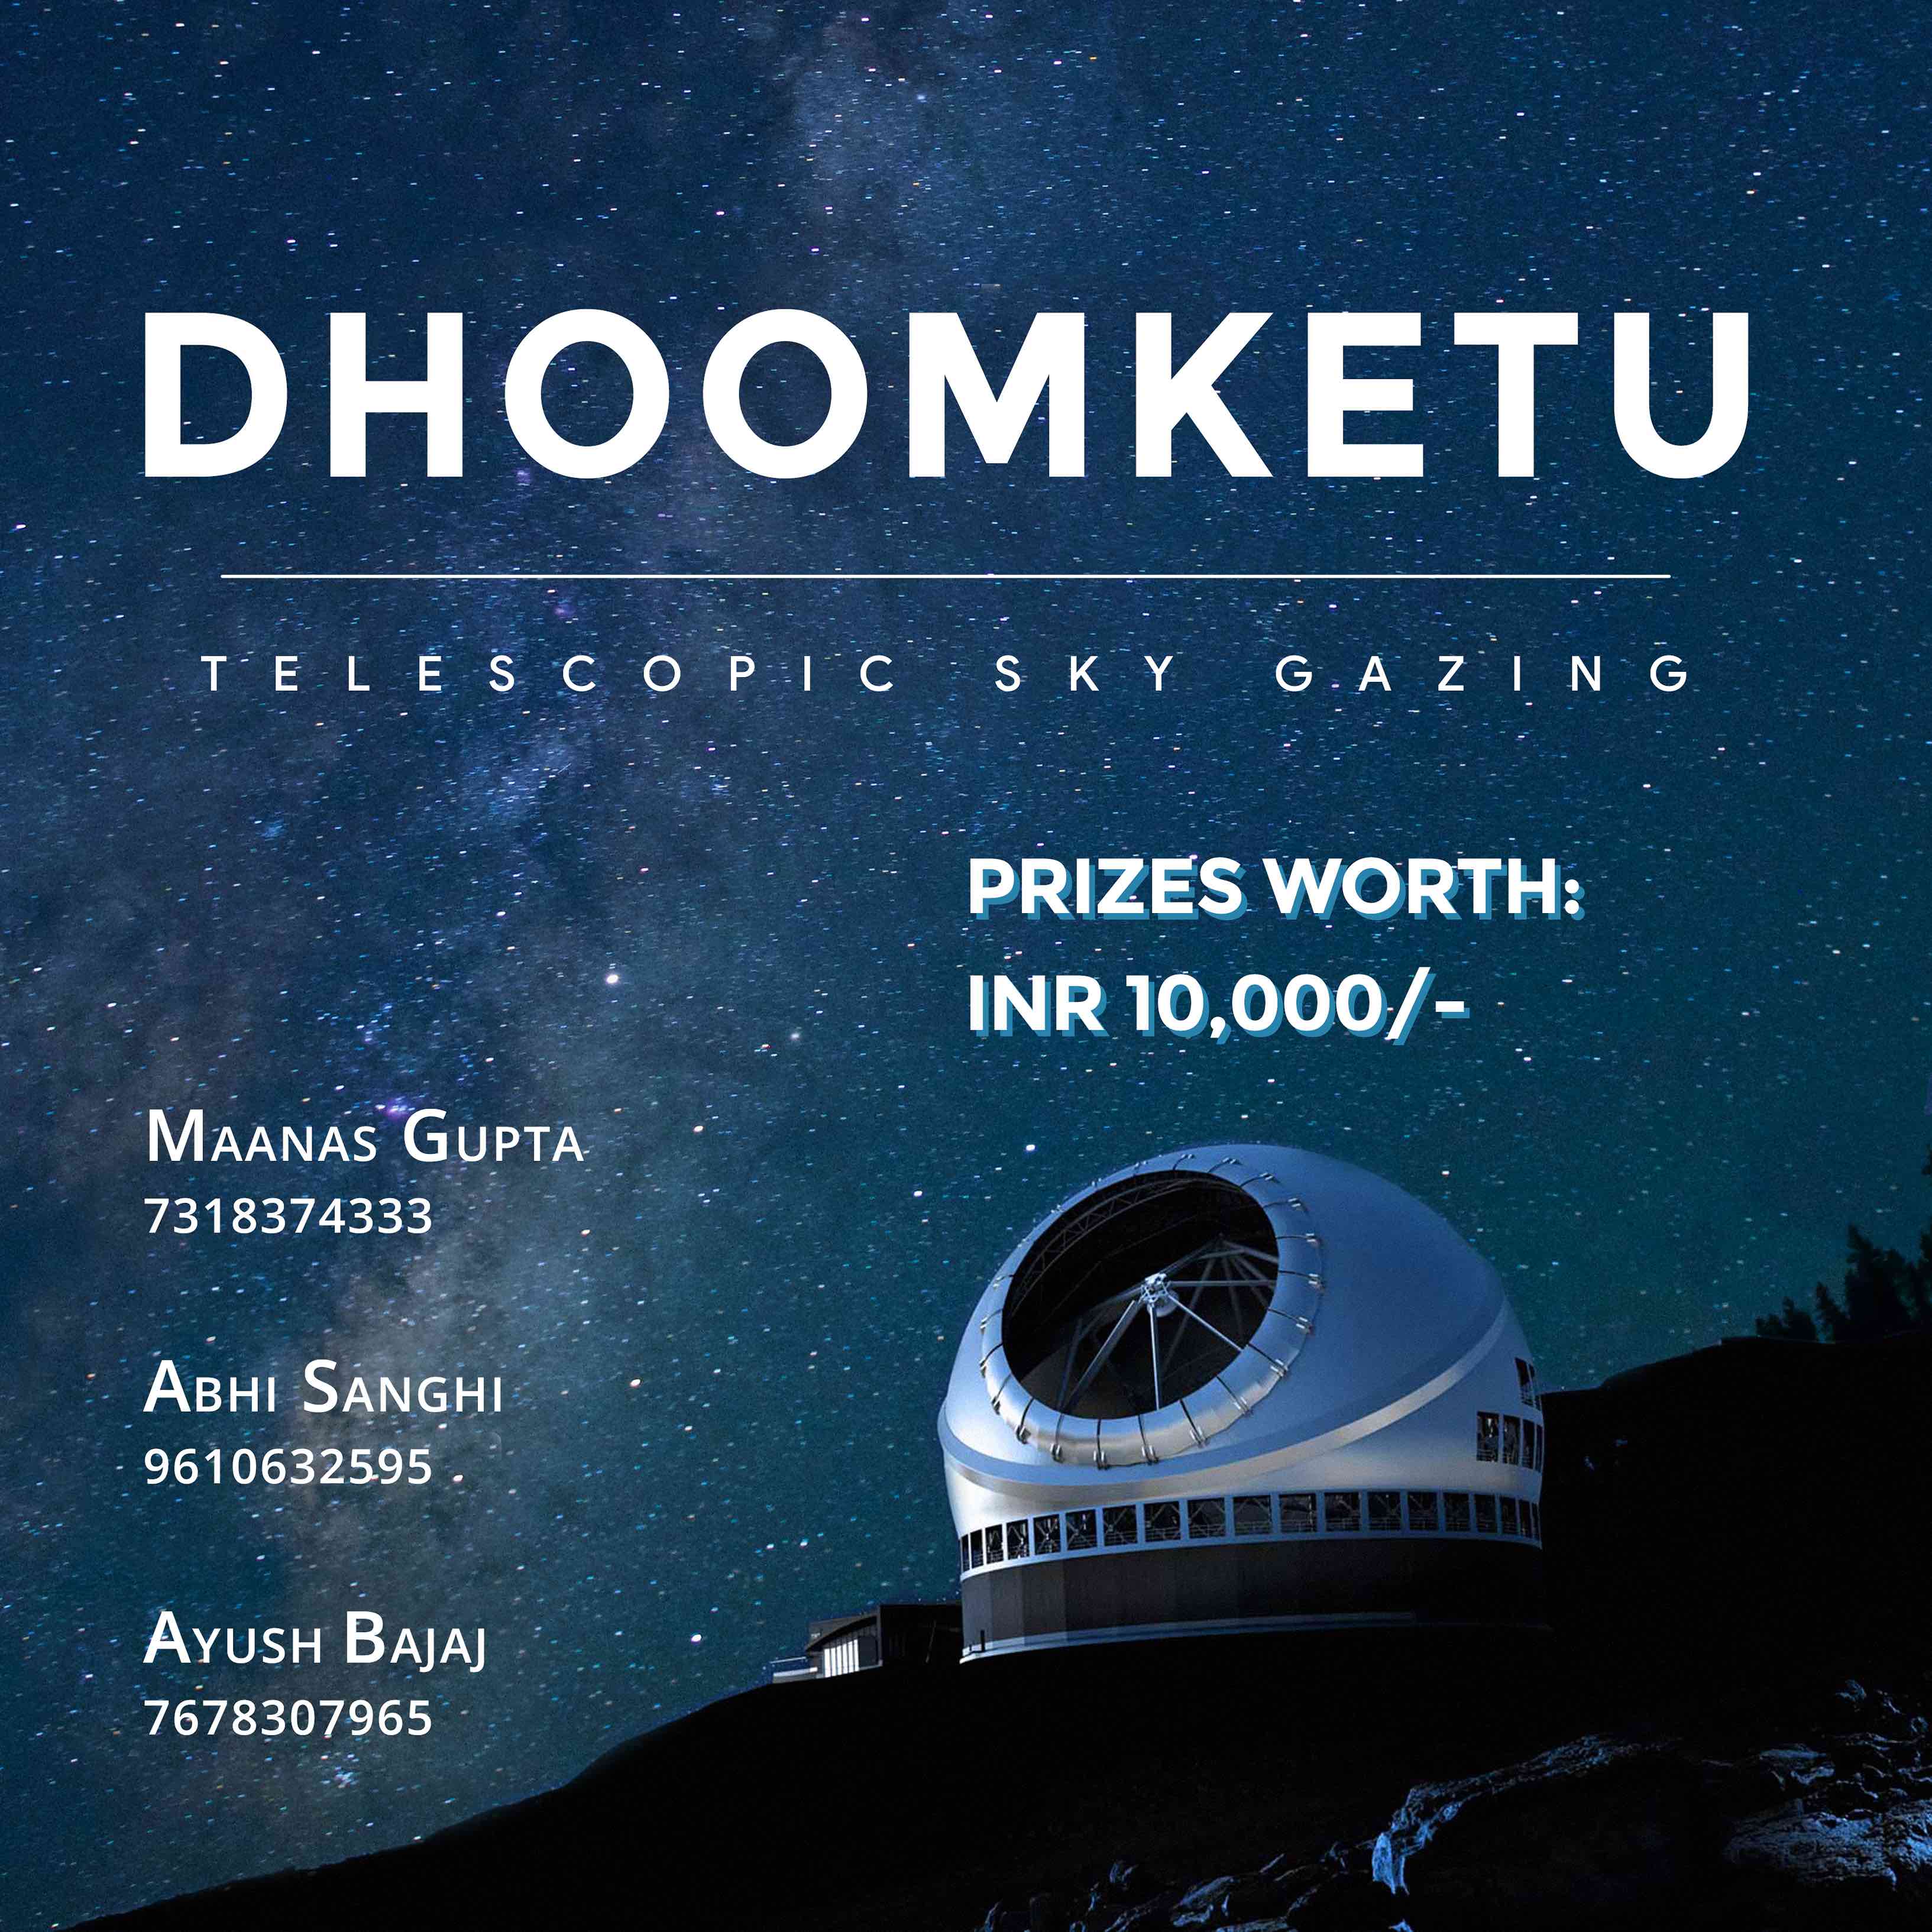 DHOOMKETU
TELESCOPIC SKY GAZING
PRIZES WORTH:
INR 10,000/-
MAANAS GUPTA
7318374333
ABHI SANGHI
9610632595
AYUSH BAJAJ
7678307965